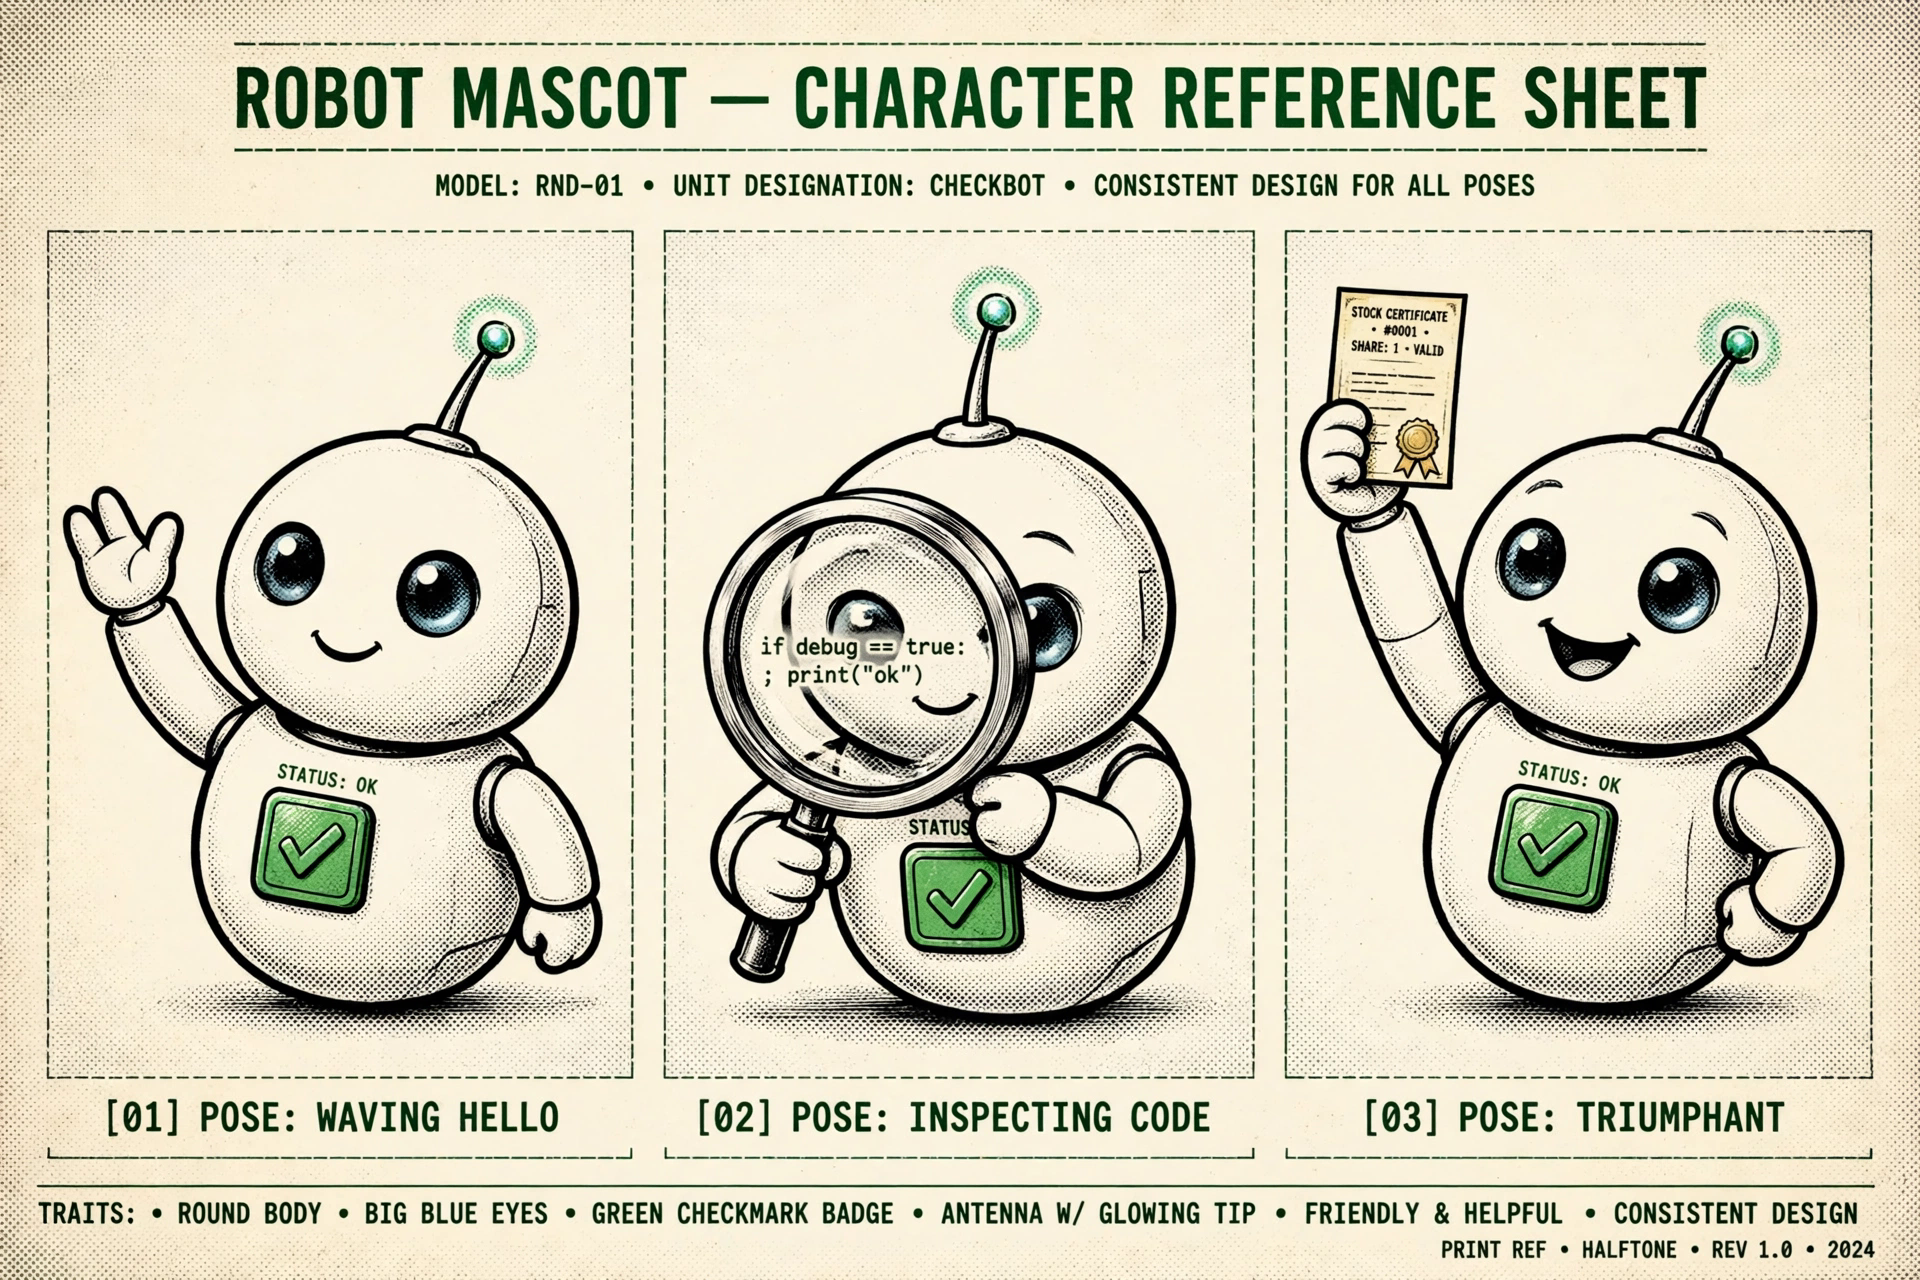 ROBOT MASCOT — CHARACTER REFERENCE SHEET
MODEL: RND-01 • UNIT DESIGNATION: CHECKBOT • CONSISTENT DESIGN FOR ALL POSES
STATUS: OK
[01] POSE: WAVING HELLO
if debug == true:
; print("ok")
STATUS
[02] POSE: INSPECTING CODE
STOCK CERTIFICATE
• #0001 •
SHARE: 1 • VALID
STATUS: OK
[03] POSE: TRIUMPHANT
TRAITS: • ROUND BODY • BIG BLUE EYES • GREEN CHECKMARK BADGE • ANTENNA W/ GLOWING TIP • FRIENDLY & HELPFUL • CONSISTENT DESIGN
PRINT REF • HALFTONE • REV 1.0 • 2024